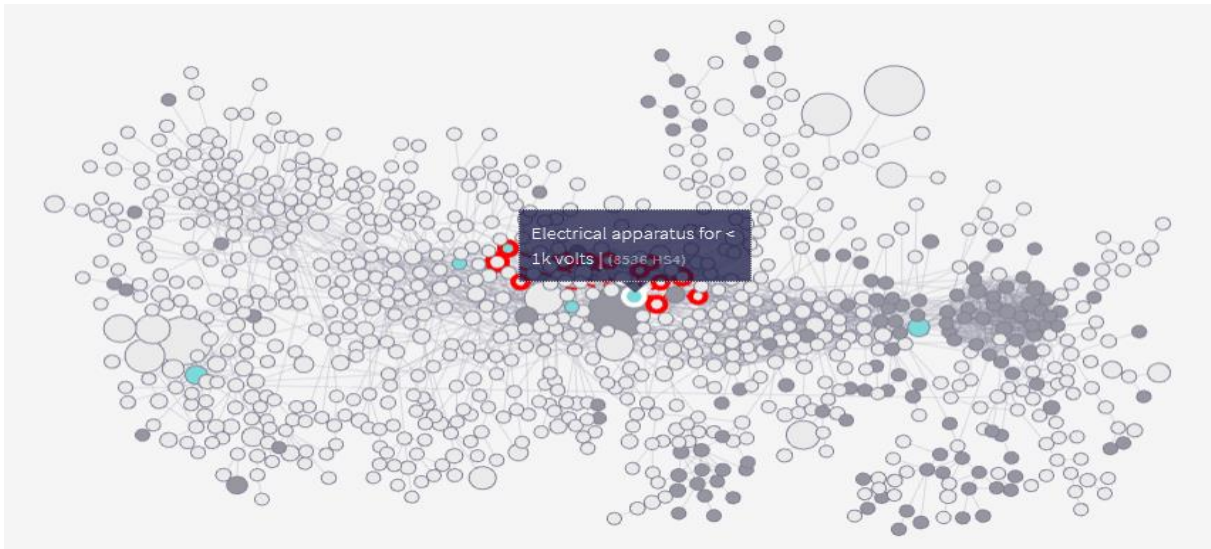 Electrical apparatus for <
1k volts | (8536 HS4)